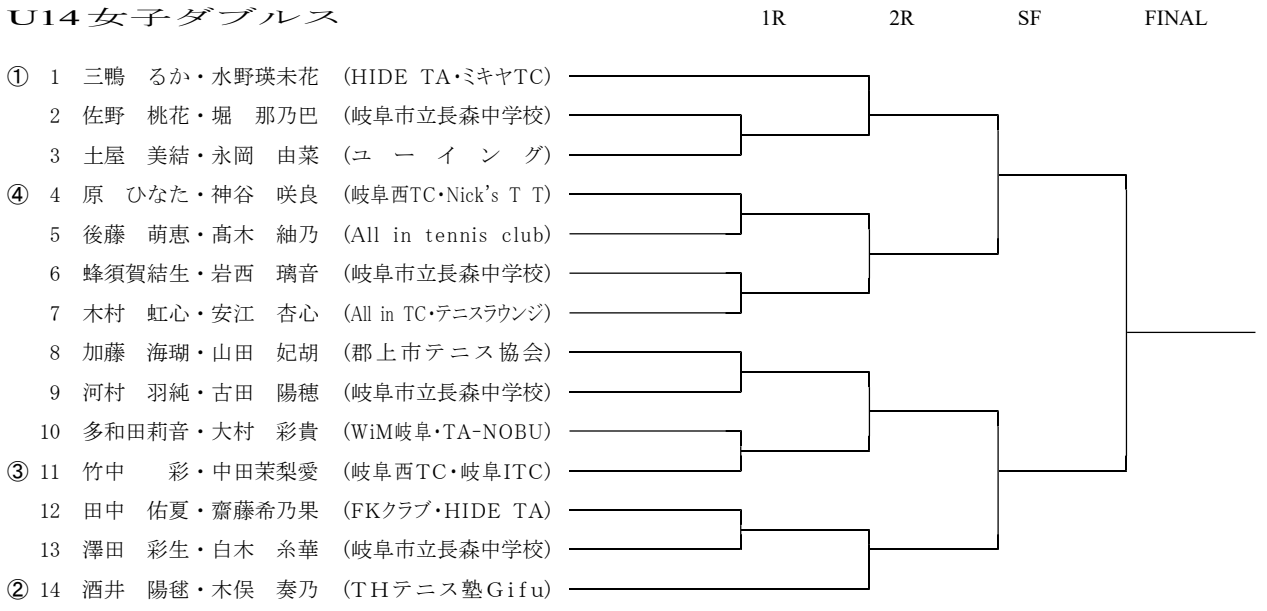 U14女子ダブルス 1R 2R SF FINAL
① 1 三鴨 るか・水野瑛未花 (HIDE TA・ミキヤTC)
2 佐野 桃花・堀 那乃巴 (岐阜市立長森中学校)
3 土屋 美結・永岡 由菜 (ユーイング)
④ 4 原 ひなた・神谷 咲良 (岐阜西TC・Nick's T T)
5 後藤 萌恵・髙木 紬乃 (All in tennis club)
6 蜂須賀結生・岩西 璃音 (岐阜市立長森中学校)
7 木村 虹心・安江 杏心 (All in TC・テニスラウンジ)
8 加藤 海瑚・山田 妃胡 (郡上市テニス協会)
9 河村 羽純・古田 陽穂 (岐阜市立長森中学校)
10 多和田莉音・大村 彩貴 (WiM岐阜・TA-NOBU)
③ 11 竹中 彩・中田茉梨愛 (岐阜西TC・岐阜ITC)
12 田中 佑夏・齋藤希乃果 (FKクラブ・HIDE TA)
13 澤田 彩生・白木 糸華 (岐阜市立長森中学校)
② 14 酒井 陽毬・木俣 奏乃 (THテニス塾Gifu)